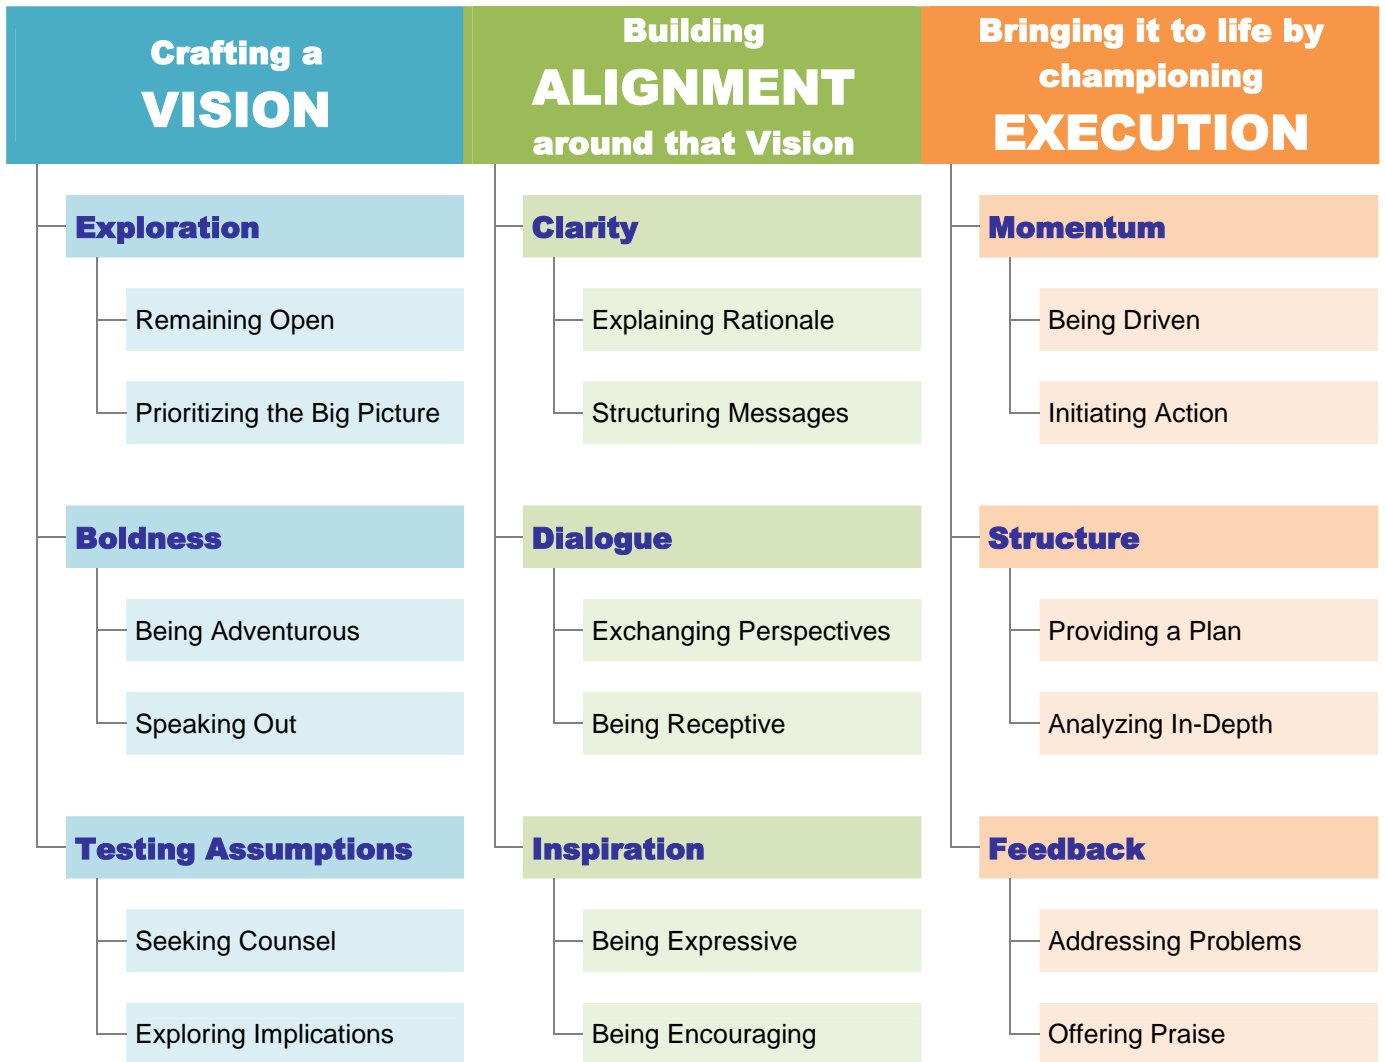 Crafting a
VISION
Exploration
Remaining Open
Prioritizing the Big Picture
Boldness
Being Adventurous
Speaking Out
Testing Assumptions
Seeking Counsel
Exploring Implications
Building
ALIGNMENT
around that Vision
Clarity
Explaining Rationale
Structuring Messages
Dialogue
Exchanging Perspectives
Being Receptive
Inspiration
Being Expressive
Being Encouraging
Bringing it to life by
championing
EXECUTION
Momentum
Being Driven
Initiating Action
Structure
Providing a Plan
Analyzing In-Depth
Feedback
Addressing Problems
Offering Praise